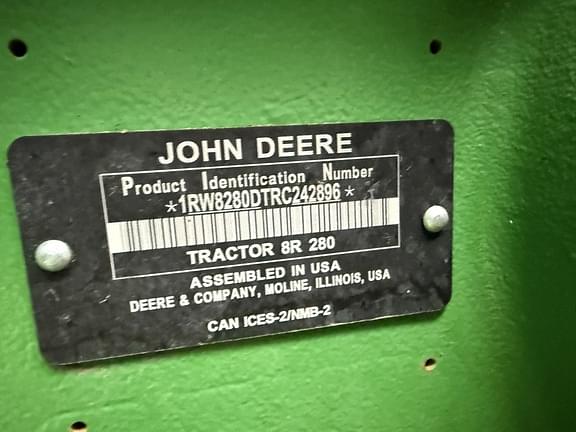 JOHN DEERE
Product Identification Number
*1RW8280DTRC242896*
TRACTOR 8R 280
ASSEMBLED IN USA
DEERE & COMPANY, MOLINE, ILLINOIS, USA
CAN ICES-2/NMB-2